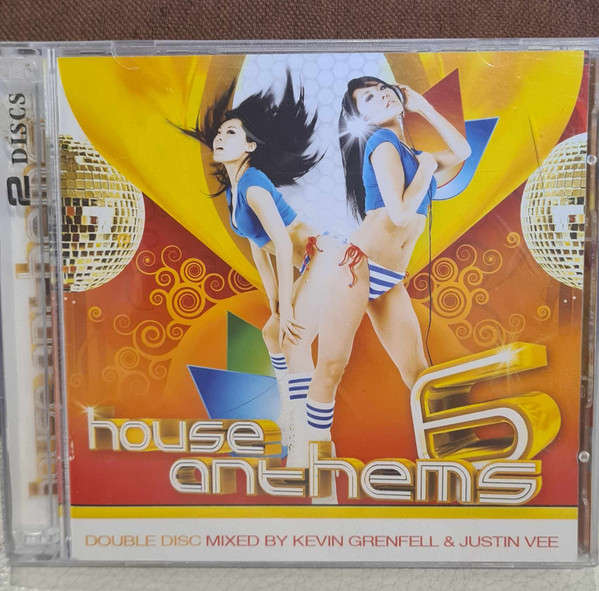 2 DISCS
house
anthems
6
DOUBLE DISC MIXED BY KEVIN GRENFELL & JUSTIN VEE